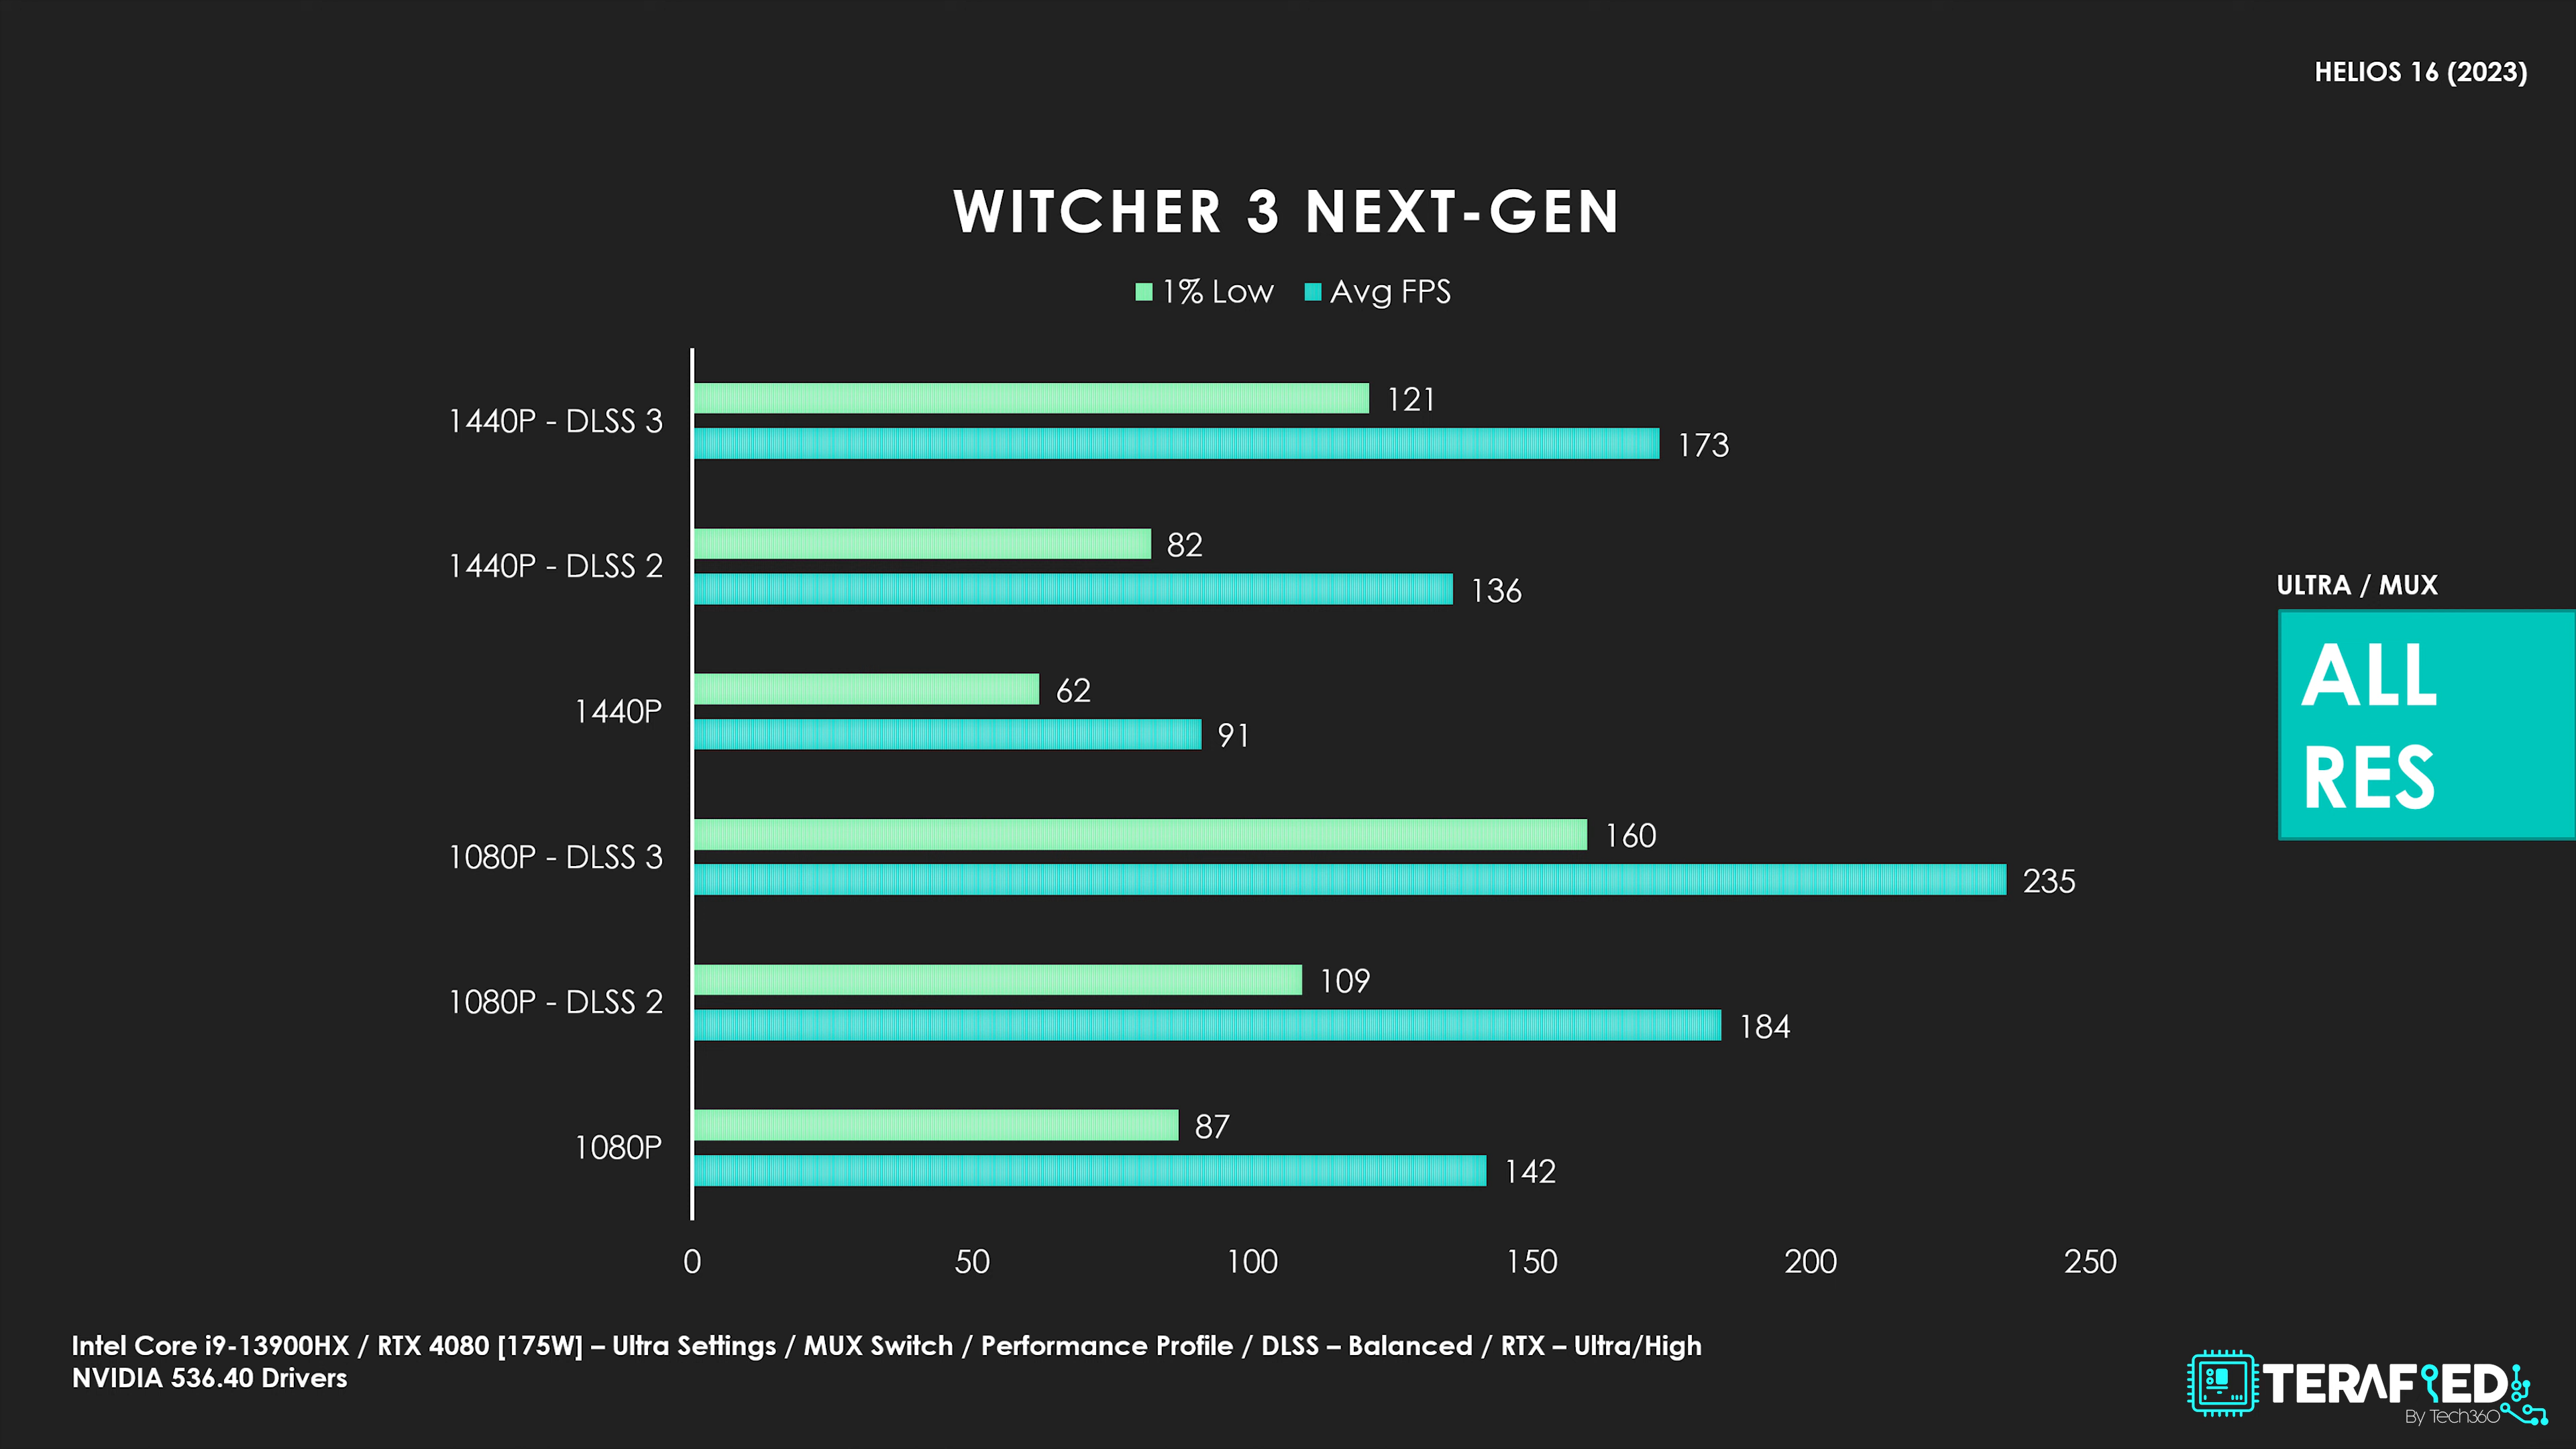 HELIOS 16 (2023)
WITCHER 3 NEXT-GEN
1% Low Avg FPS
1440P - DLSS 3
121
173
1440P - DLSS 2
82
136
1440P
62
91
1080P - DLSS 3
160
235
1080P - DLSS 2
109
184
1080P
87
142
0 50 100 150 200 250
ULTRA / MUX
ALL
RES
Intel Core i9-13900HX / RTX 4080 [175W] – Ultra Settings / MUX Switch / Performance Profile / DLSS – Balanced / RTX – Ultra/High
NVIDIA 536.40 Drivers
TERAFIED
By Tech360